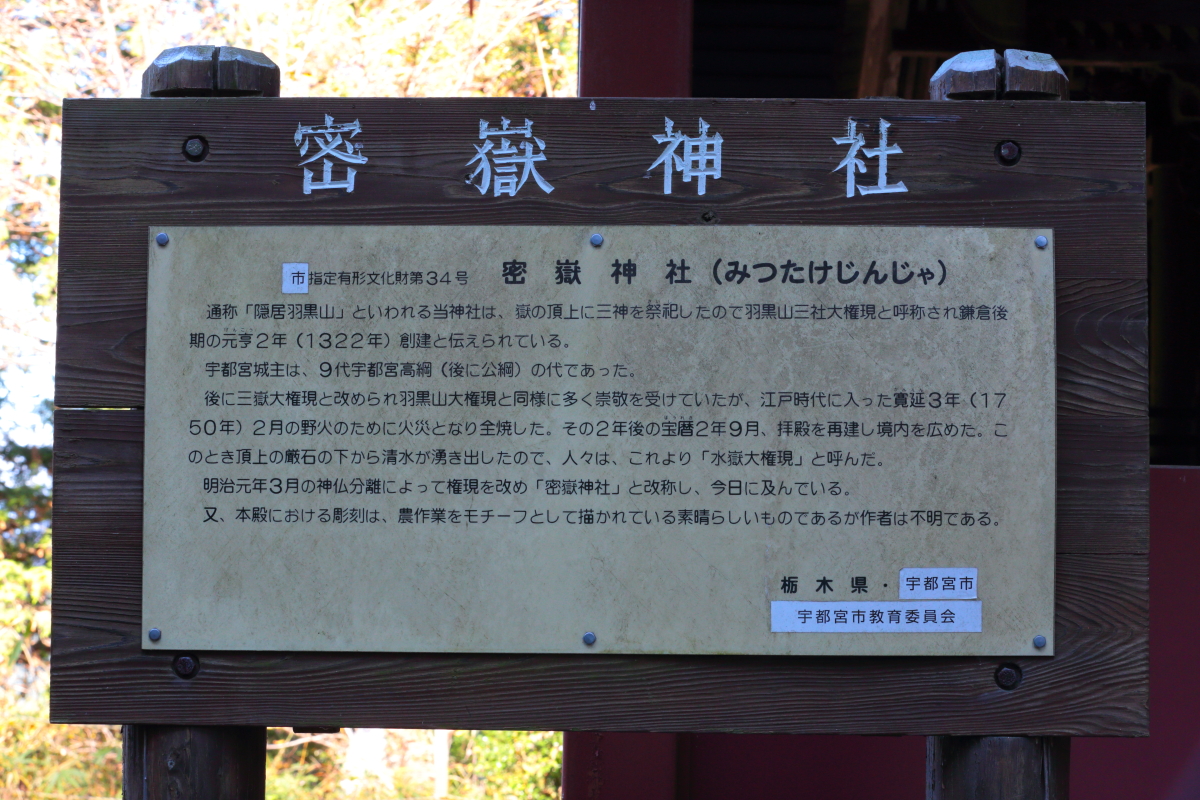 密嶽神社
市指定有形文化財第34号 密嶽神社（みつたけじんじゃ）
通称「隠居羽黒山」といわれる当神社は、嶽の頂上に三神を祭祀したので羽黒山三社大権現と呼称され鎌倉後
期の元亨2年（1322年）創建と伝えられている。
宇都宮城主は、9代宇都宮高綱（後に公綱）の代であった。
後に三嶽大権現と改められ羽黒山大権現と同様に多く崇敬を受けていたが、江戸時代に入った寛延3年（17
50年）2月の野火のために火災となり全焼した。その2年後の宝暦2年9月、拝殿を再建し境内を広めた。こ
のとき頂上の厳石の下から清水が湧き出したので、人々は、これより「水嶽大権現」と呼んだ。
明治元年3月の神仏分離によって権現を改め「密嶽神社」と改称し、今日に及んでいる。
又、本殿における彫刻は、農作業をモチーフとして描かれている素晴らしいものであるが作者は不明である。
栃木県・宇都宮市
宇都宮市教育委員会